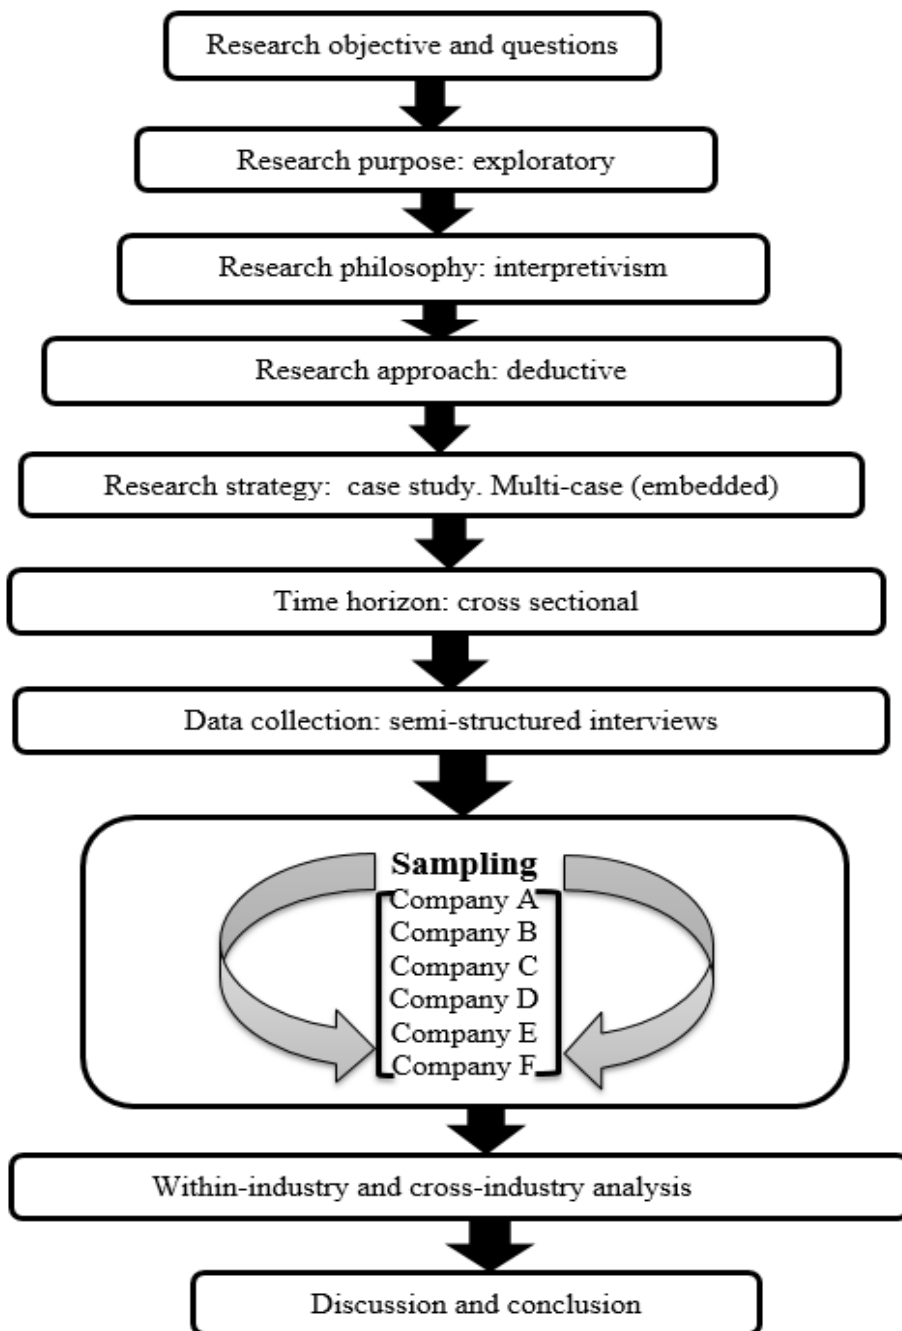 Research objective and questions
Research purpose: exploratory
Research philosophy: interpretivism
Research approach: deductive
Research strategy:  case study. Multi-case (embedded)
Time horizon: cross sectional
Data collection: semi-structured interviews
Sampling
Company A
Company B
Company C
Company D
Company E
Company F
Within-industry and cross-industry analysis
Discussion and conclusion